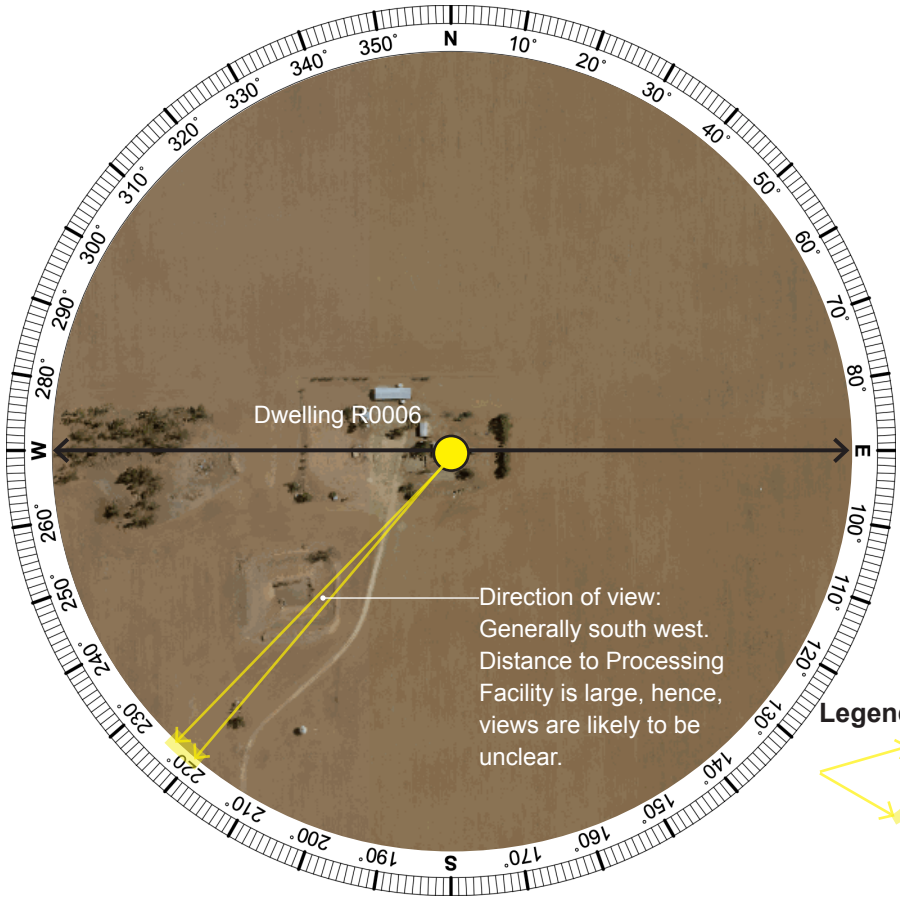 N
10°
20°
30°
40°
50°
60°
70°
80°
E
100°
110°
120°
130°
140°
150°
160°
170°
S
190°
200°
210°
220°
230°
240°
250°
260°
W
280°
290°
300°
310°
320°
330°
340°
350°
Dwelling R0006
Direction of view:
Generally south west.
Distance to Processing
Facility is large, hence,
views are likely to be
unclear.
Legen